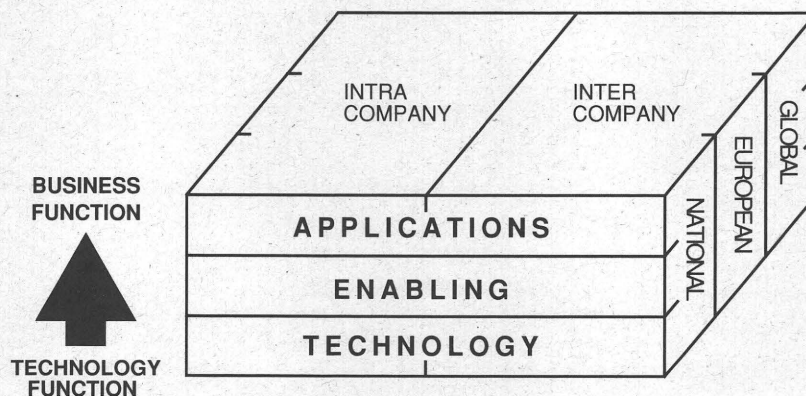 INTRA
COMPANY
INTER
COMPANY
GLOBAL
EUROPEAN
NATIONAL
BUSINESS
FUNCTION
APPLICATIONS
ENABLING
TECHNOLOGY
TECHNOLOGY
FUNCTION